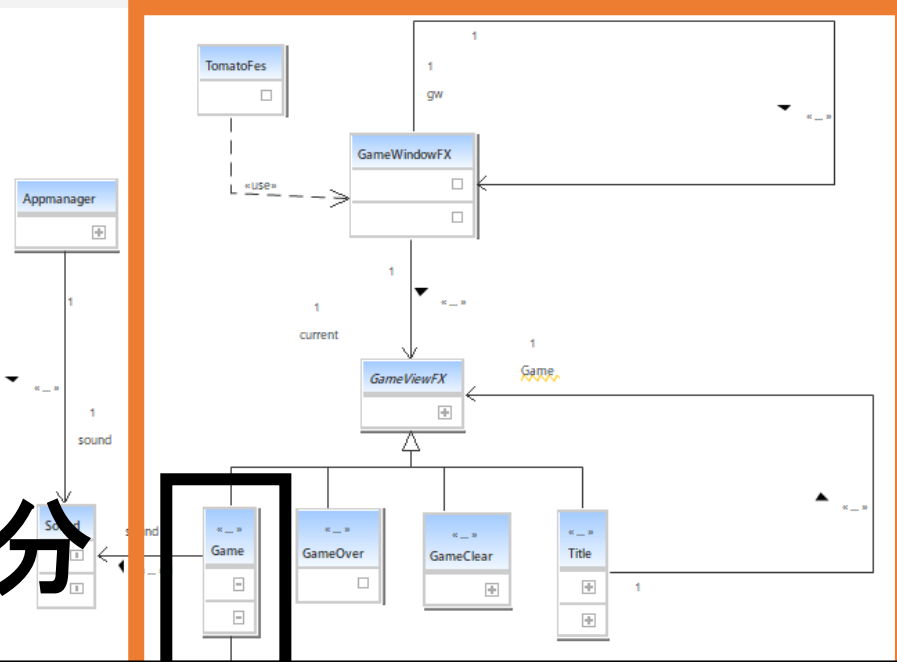 1
TomatoFes
1
gw
« ... »
GameWindowFX
«use»
Appmanager
1
1
« ... »
1
current
1
Game
GameViewFX
« ... »
1
sound
« ... »
分
« ... »
Game
« ... »
GameOver
« ... »
GameClear
« ... »
Title
1